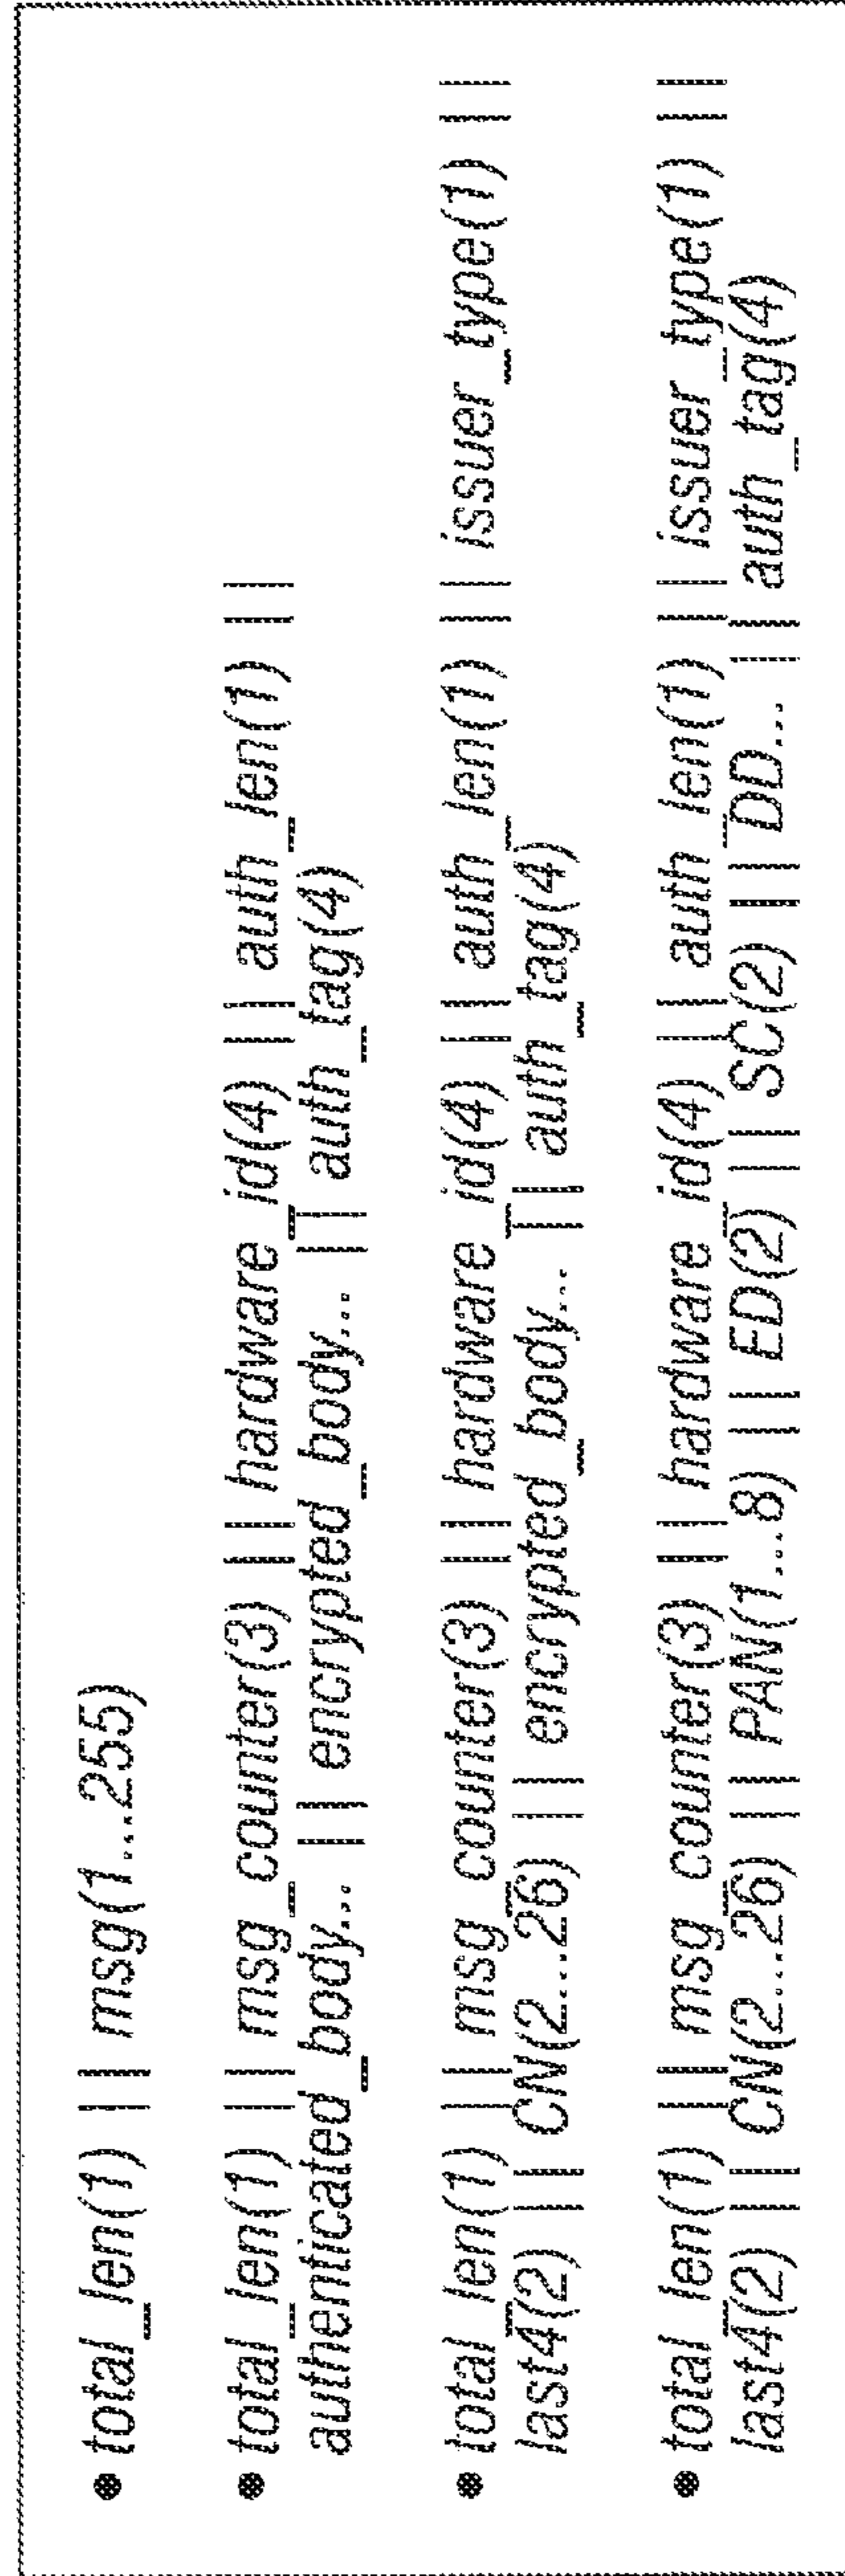 • total_len(1) || msg(1...255)
• total_len(1) || msg_counter(3) || hardware_id(4) || auth_len(1) ||
authenticated_body... || encrypted_body... || auth_tag(4)
• total_len(1) || msg_counter(3) || hardware_id(4) || auth_len(1) || issuer_type(1) ||
last4(2) || CN(2...26) || encrypted_body... || auth_tag(4)
• total_len(1) || msg_counter(3) || hardware_id(4) || auth_len(1) || issuer_type(1) ||
last4(2) || CN(2...26) || PAN(1...8) || ED(2) || SC(2) || DD... || auth_tag(4)